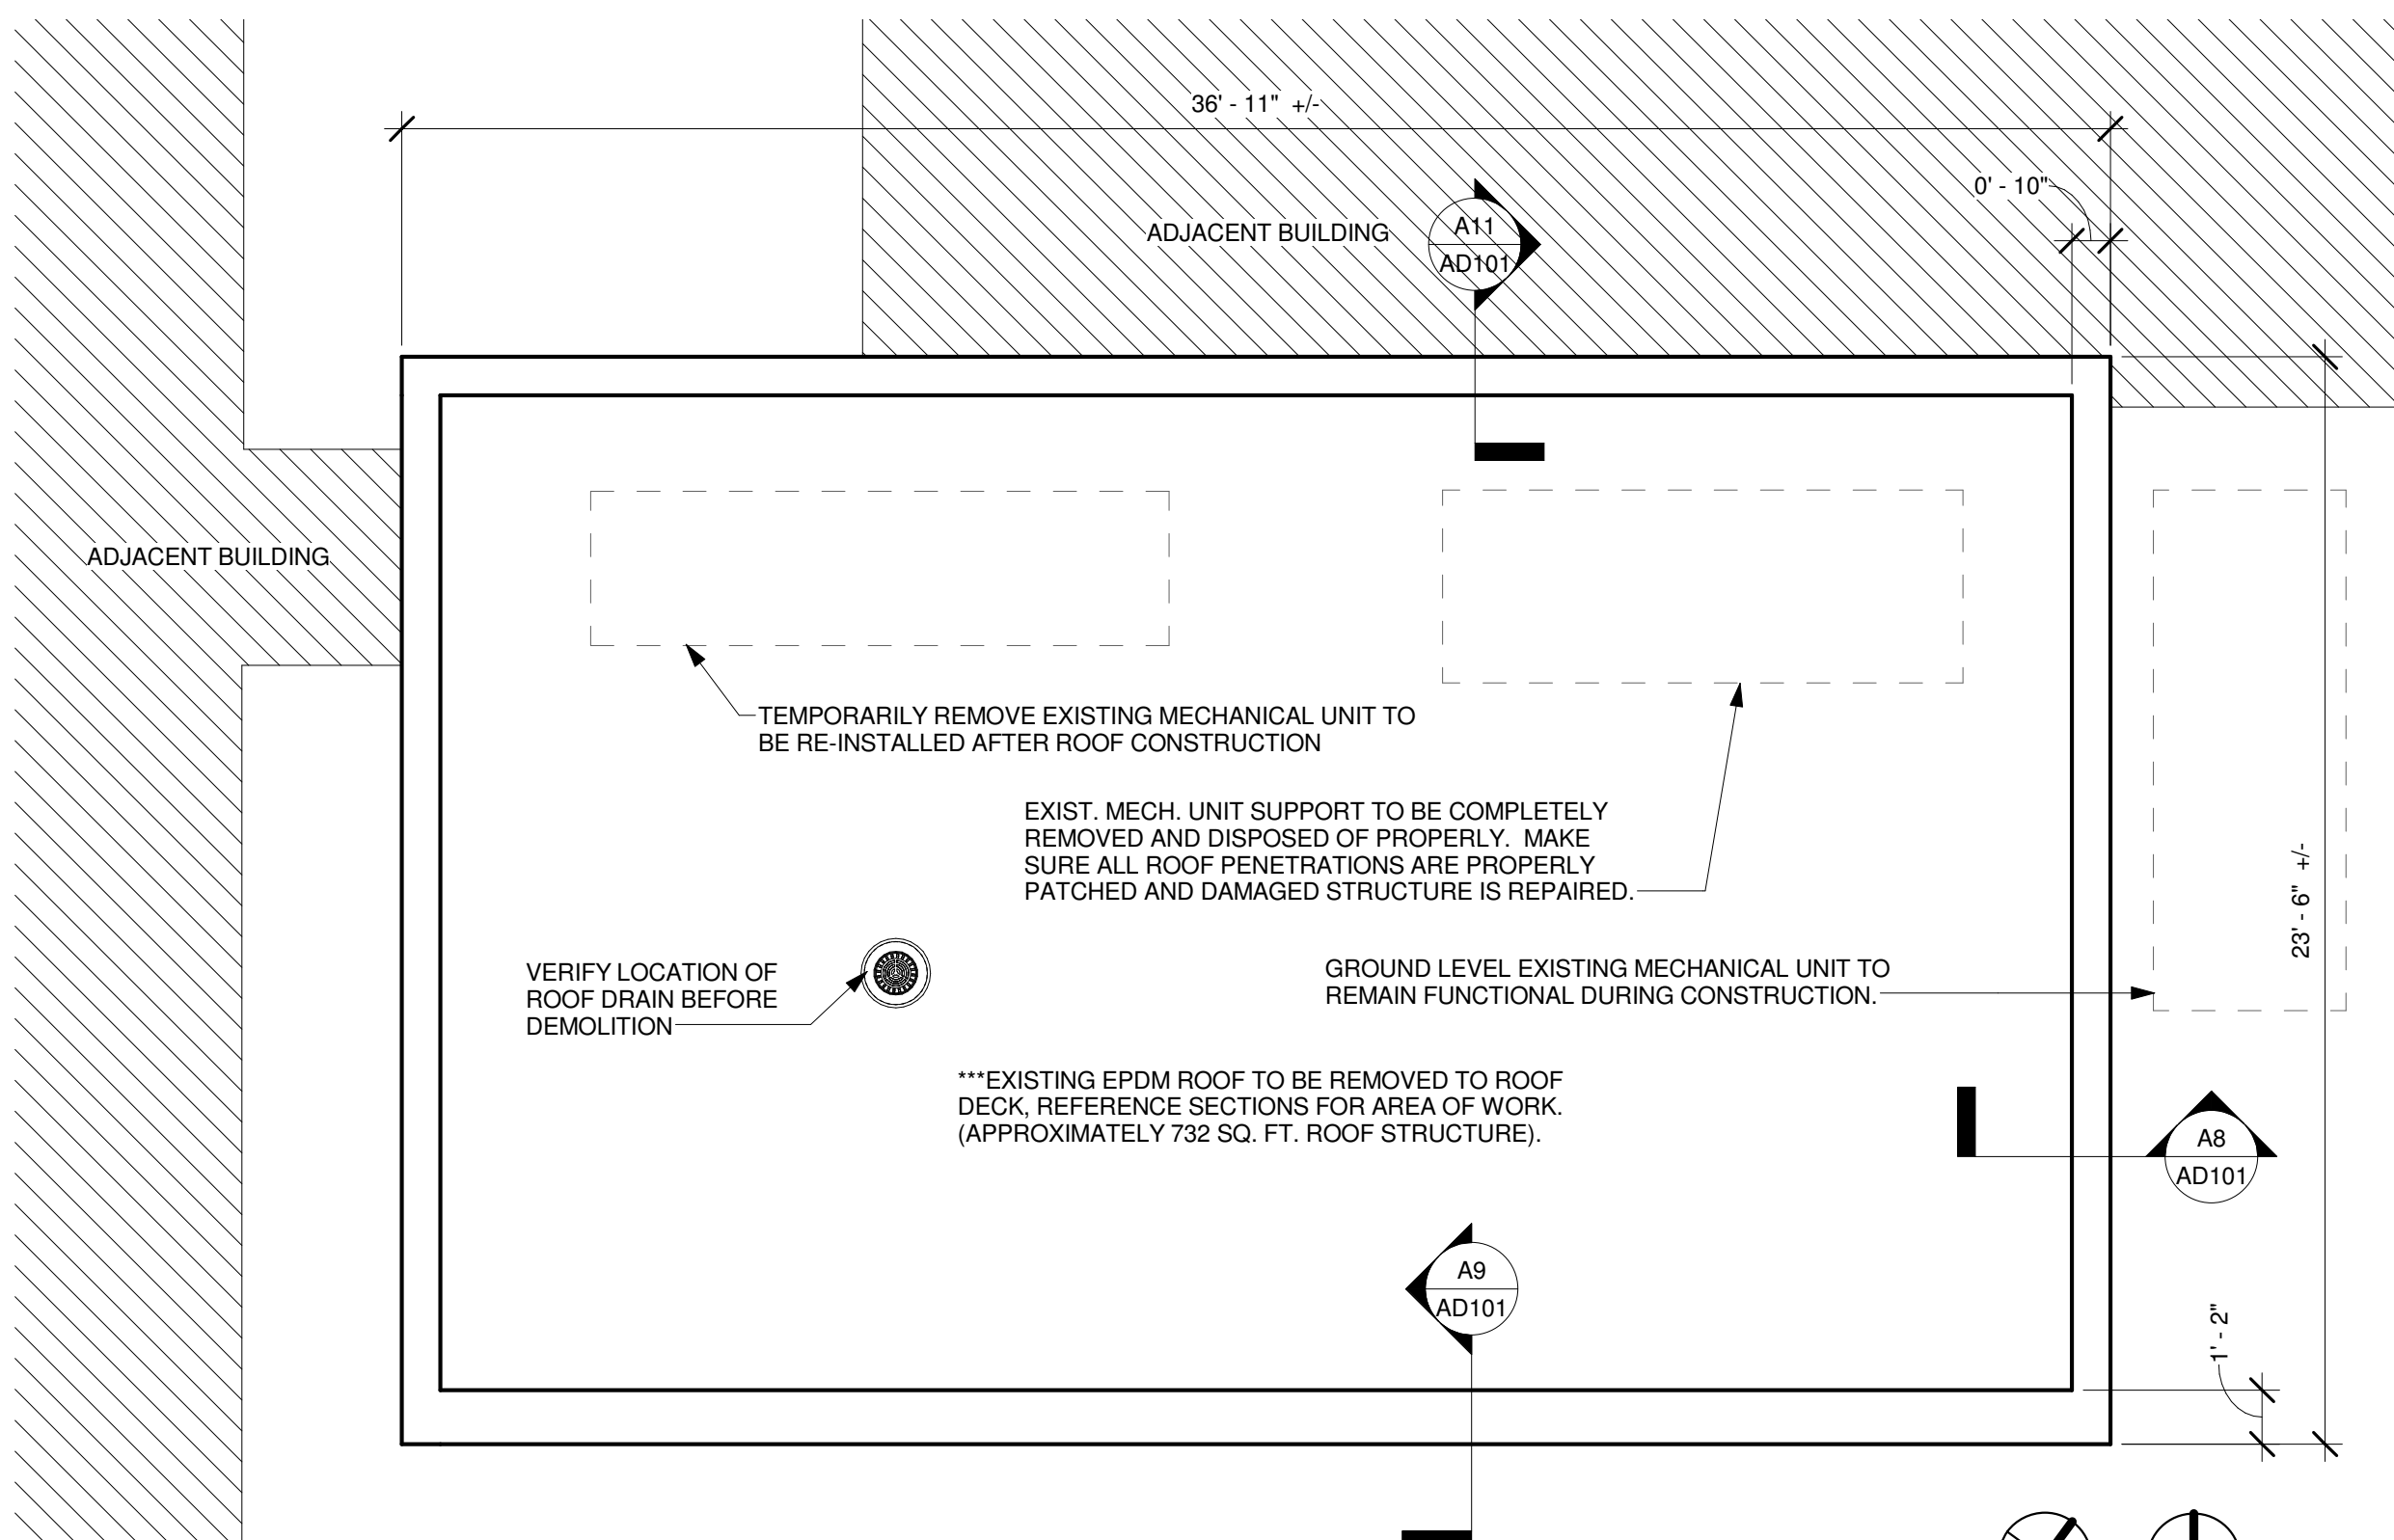 36' - 11" +/-
0' - 10"
ADJACENT BUILDING
A11
AD101
ADJACENT BUILDING
TEMPORARILY REMOVE EXISTING MECHANICAL UNIT TO
BE RE-INSTALLED AFTER ROOF CONSTRUCTION
EXIST. MECH. UNIT SUPPORT TO BE COMPLETELY
REMOVED AND DISPOSED OF PROPERLY.  MAKE
SURE ALL ROOF PENETRATIONS ARE PROPERLY
PATCHED AND DAMAGED STRUCTURE IS REPAIRED.
23' - 6" +/-
VERIFY LOCATION OF
ROOF DRAIN BEFORE
DEMOLITION
GROUND LEVEL EXISTING MECHANICAL UNIT TO
REMAIN FUNCTIONAL DURING CONSTRUCTION.
***EXISTING EPDM ROOF TO BE REMOVED TO ROOF
DECK, REFERENCE SECTIONS FOR AREA OF WORK.
(APPROXIMATELY 732 SQ. FT. ROOF STRUCTURE).
A8
AD101
A9
AD101
1' - 2"